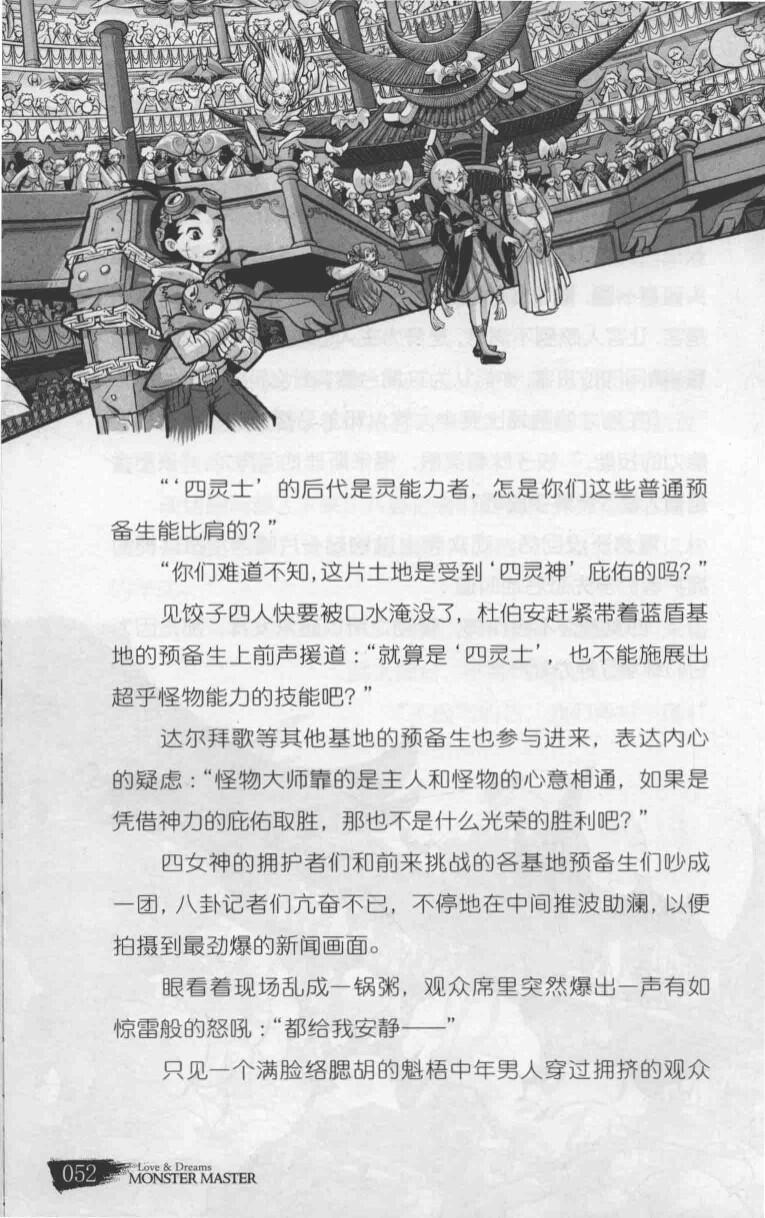 “‘四灵士’的后代是灵能力者，怎是你们这些普通预
备生能比肩的？”
“你们难道不知，这片土地是受到‘四灵神’庇佑的吗？”
见饺子四人快要被口水淹没了，杜伯安赶紧带着蓝盾基
地的预备生上前声援道：“就算是‘四灵士’，也不能施展出
超乎怪物能力的技能吧？”
达尔拜歌等其他基地的预备生也参与进来，表达内心
的疑虑：“怪物大师靠的是主人和怪物的心意相通，如果是
凭借神力的庇佑取胜，那也不是什么光荣的胜利吧？”
四女神的拥护者们和前来挑战的各基地预备生们吵成
一团，八卦记者们亢奋不已，不停地在中间推波助澜，以便
拍摄到最劲爆的新闻画面。
眼看着现场乱成一锅粥，观众席里突然爆出一声有如
惊雷般的怒吼：“都给我安静——”
只见一个满脸络腮胡的魁梧中年男人穿过拥挤的观众
052
Love & Dreams
MONSTER MASTER